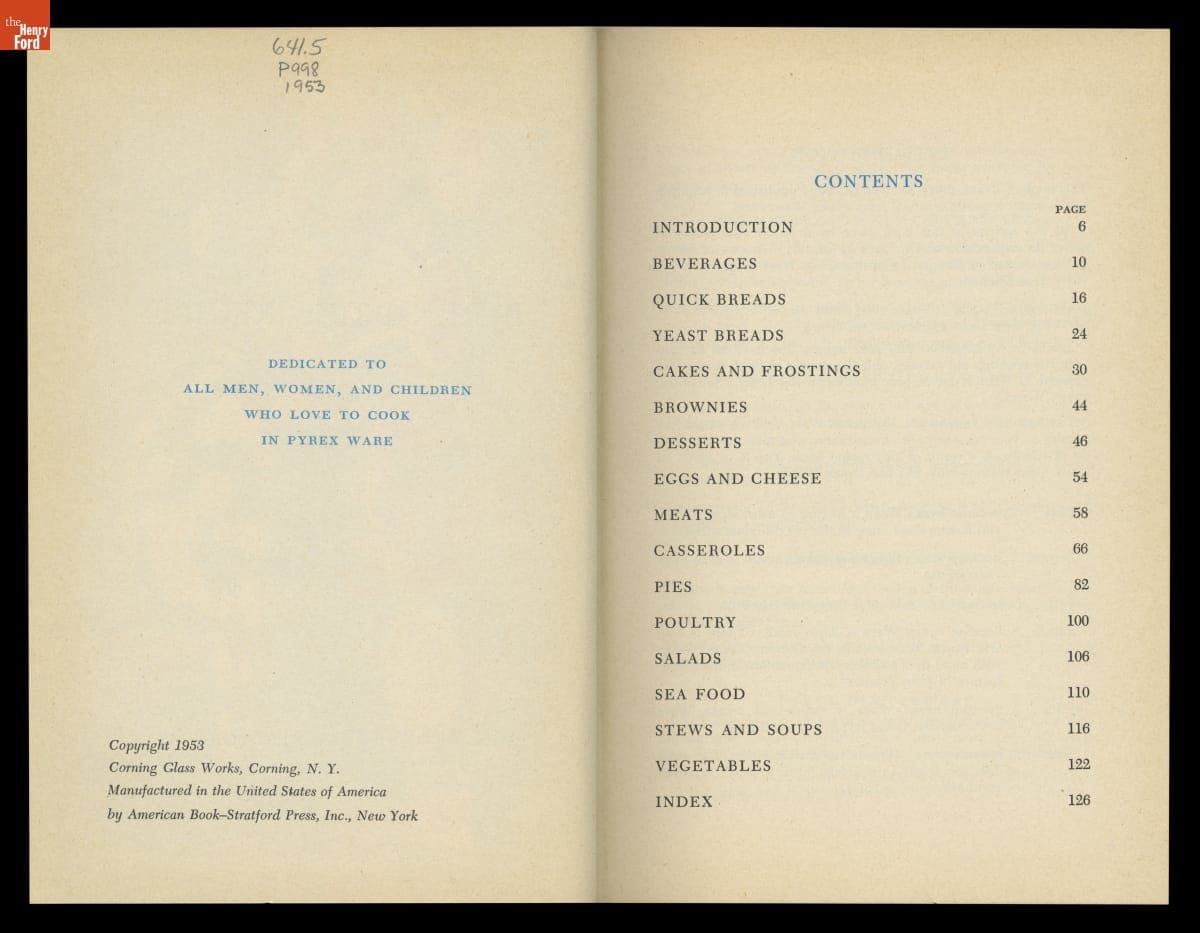 the
Henry
Ford
641.5
P998
1953
DEDICATED TO
ALL MEN, WOMEN, AND CHILDREN
WHO LOVE TO COOK
IN PYREX WARE
Copyright 1953
Corning Glass Works, Corning, N. Y.
Manufactured in the United States of America
by American Book–Stratford Press, Inc., New York
CONTENTS
PAGE
INTRODUCTION 6
BEVERAGES 10
QUICK BREADS 16
YEAST BREADS 24
CAKES AND FROSTINGS 30
BROWNIES 44
DESSERTS 46
EGGS AND CHEESE 54
MEATS 58
CASSEROLES 66
PIES 82
POULTRY 100
SALADS 106
SEA FOOD 110
STEWS AND SOUPS 116
VEGETABLES 122
INDEX 126